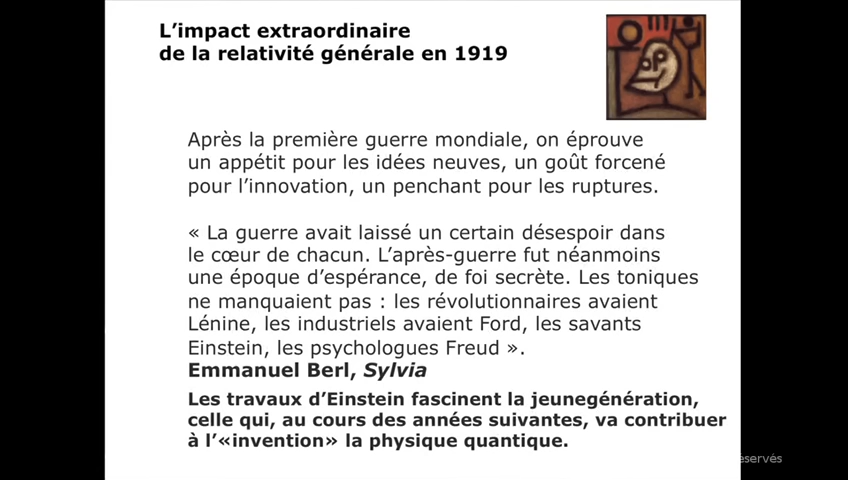 L’impact extraordinaire
de la relativité générale en 1919
Après la première guerre mondiale, on éprouve
un appétit pour les idées neuves, un goût forcené
pour l’innovation, un penchant pour les ruptures.
« La guerre avait laissé un certain désespoir dans
le cœur de chacun. L’après-guerre fut néanmoins
une époque d’espérance, de foi secrète. Les toniques
ne manquaient pas : les révolutionnaires avaient
Lénine, les industriels avaient Ford, les savants
Einstein, les psychologues Freud ».
Emmanuel Berl, Sylvia
Les travaux d’Einstein fascinent la jeunegénération,
celle qui, au cours des années suivantes, va contribuer
à l’«invention» la physique quantique.